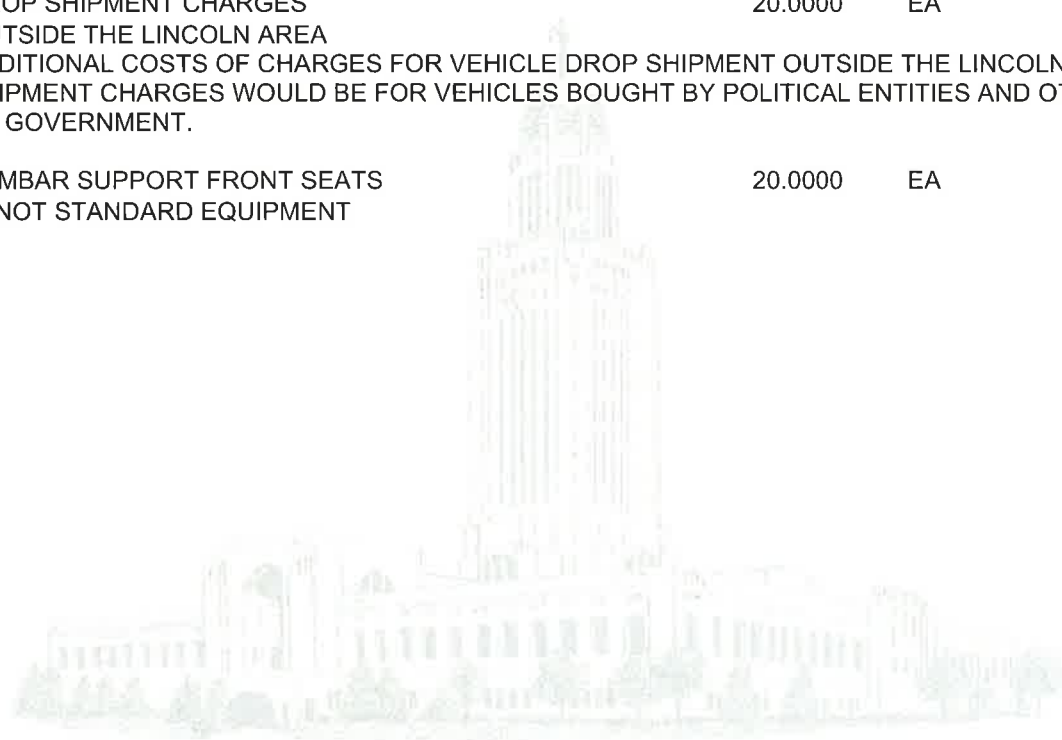 OP SHIPMENT CHARGES 20.0000 EA
TSIDE THE LINCOLN AREA
DITIONAL COSTS OF CHARGES FOR VEHICLE DROP SHIPMENT OUTSIDE THE LINCOLN
IPMENT CHARGES WOULD BE FOR VEHICLES BOUGHT BY POLITICAL ENTITIES AND OT
GOVERNMENT.
MBAR SUPPORT FRONT SEATS 20.0000 EA
NOT STANDARD EQUIPMENT